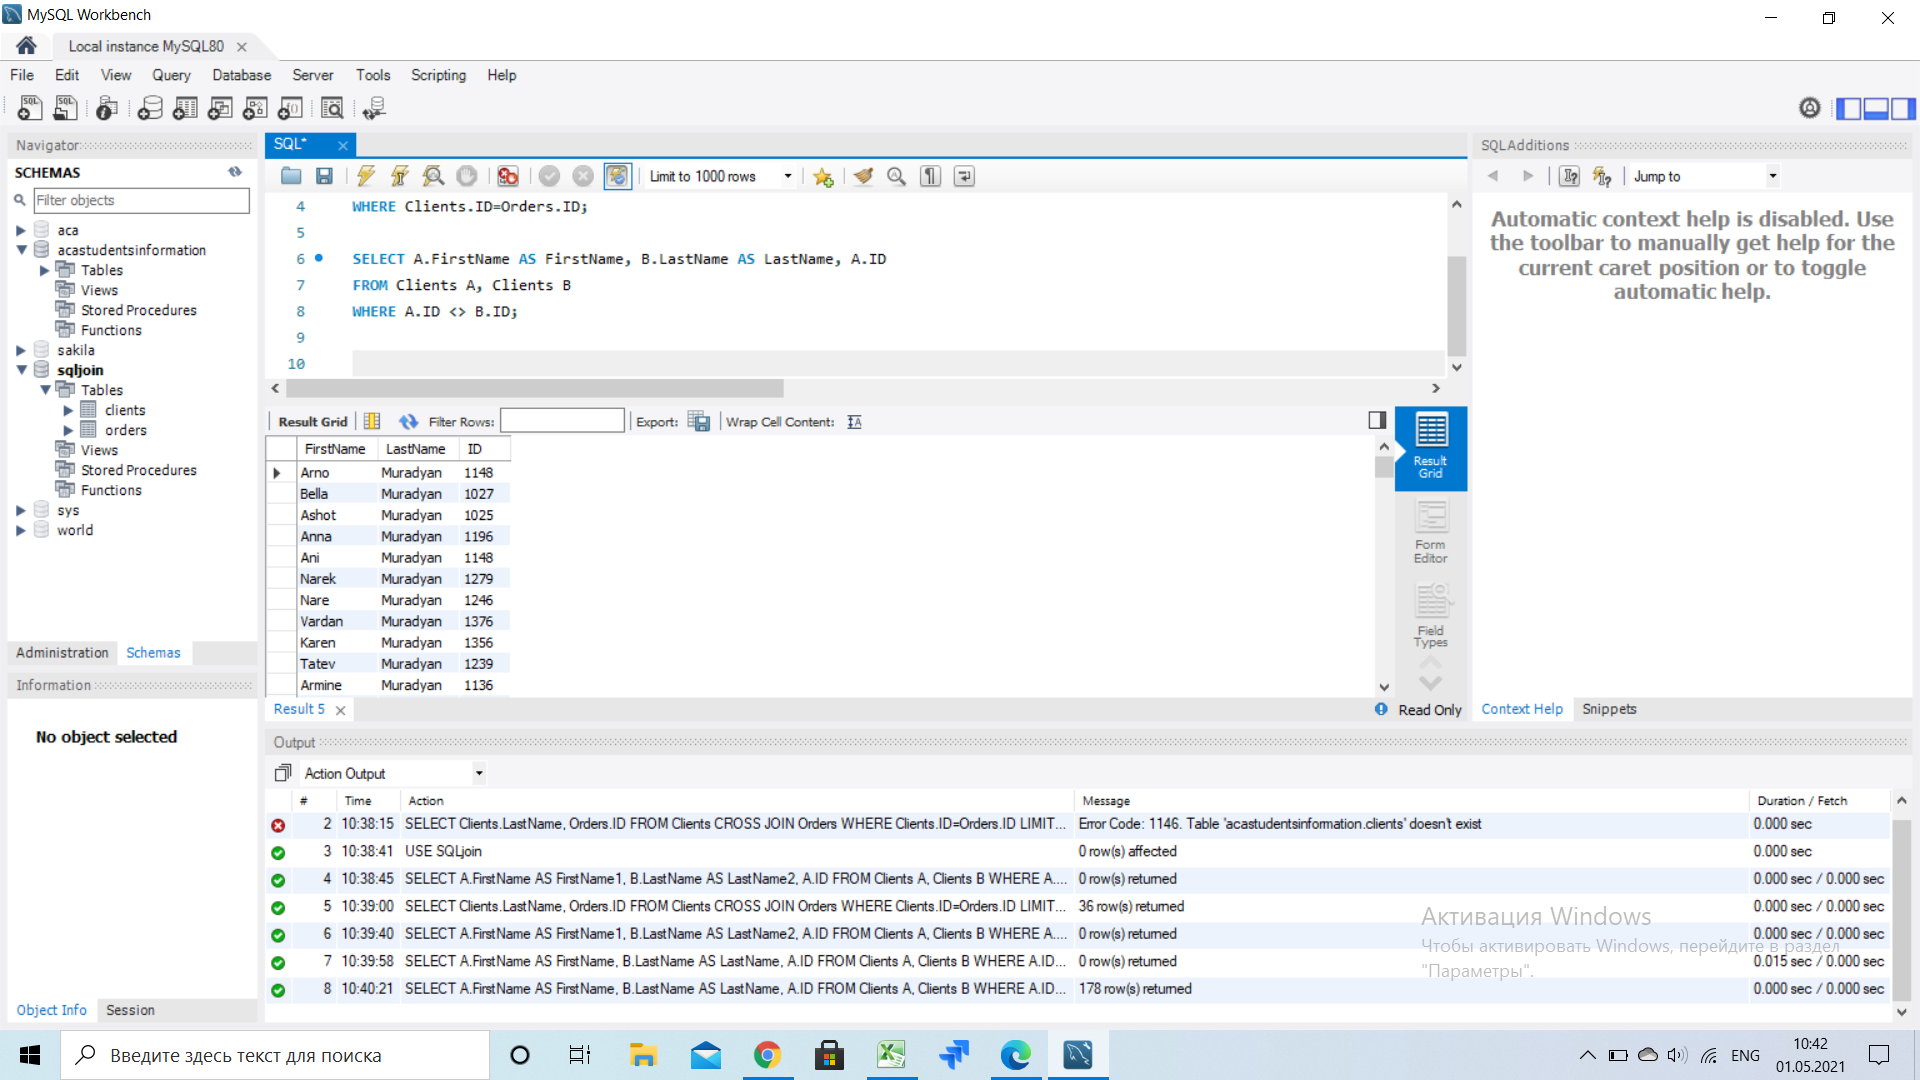 MySQL Workbench
Local instance MySQL80
File Edit View Query Database Server Tools Scripting Help
Navigator
SCHEMAS
Filter objects
aca
acastudentsinformation
Tables
Views
Stored Procedures
Functions
sakila
sqljoin
Tables
clients
orders
Views
Stored Procedures
Functions
sys
world
Administration Schemas
Information
No object selected
Object Info Session
SQL*
Limit to 1000 rows
4 WHERE Clients.ID=Orders.ID;
5
6 SELECT A.FirstName AS FirstName, B.LastName AS LastName, A.ID
7 FROM Clients A, Clients B
8 WHERE A.ID <> B.ID;
9
10
Result Grid Filter Rows: Export: Wrap Cell Content:
FirstName LastName ID
Arno Muradyan 1148
Bella Muradyan 1027
Ashot Muradyan 1025
Anna Muradyan 1196
Ani Muradyan 1148
Narek Muradyan 1279
Nare Muradyan 1246
Vardan Muradyan 1376
Karen Muradyan 1356
Tatev Muradyan 1239
Armine Muradyan 1136
Result Grid
Form Editor
Field Types
Result 5
Read Only
SQLAdditions
Jump to
Automatic context help is disabled. Use
the toolbar to manually get help for the
current caret position or to toggle
automatic help.
Context Help Snippets
Output
Action Output
# Time Action Message Duration / Fetch
2 10:38:15 SELECT Clients.LastName, Orders.ID FROM Clients CROSS JOIN Orders WHERE Clients.ID=Orders.ID LIMIT... Error Code: 1146. Table 'acastudentsinformation.clients' doesn't exist 0.000 sec
3 10:38:41 USE SQLjoin 0 row(s) affected 0.000 sec
4 10:38:45 SELECT A.FirstName AS FirstName1, B.LastName AS LastName2, A.ID FROM Clients A, Clients B WHERE A.... 0 row(s) returned 0.000 sec / 0.000 sec
5 10:39:00 SELECT Clients.LastName, Orders.ID FROM Clients CROSS JOIN Orders WHERE Clients.ID=Orders.ID LIMIT... 36 row(s) returned 0.000 sec / 0.000 sec
6 10:39:40 SELECT A.FirstName AS FirstName1, B.LastName AS LastName2, A.ID FROM Clients A, Clients B WHERE A.... 0 row(s) returned 0.000 sec / 0.000 sec
7 10:39:58 SELECT A.FirstName AS FirstName, B.LastName AS LastName, A.ID FROM Clients A, Clients B WHERE A.ID... 0 row(s) returned 0.015 sec / 0.000 sec
8 10:40:21 SELECT A.FirstName AS FirstName, B.LastName AS LastName, A.ID FROM Clients A, Clients B WHERE A.ID... 178 row(s) returned 0.000 sec / 0.000 sec
Активация Windows
Чтобы активировать Windows, перейдите в раздел
"Параметры".
Введите здесь текст для поиска
ENG
10:42
01.05.2021